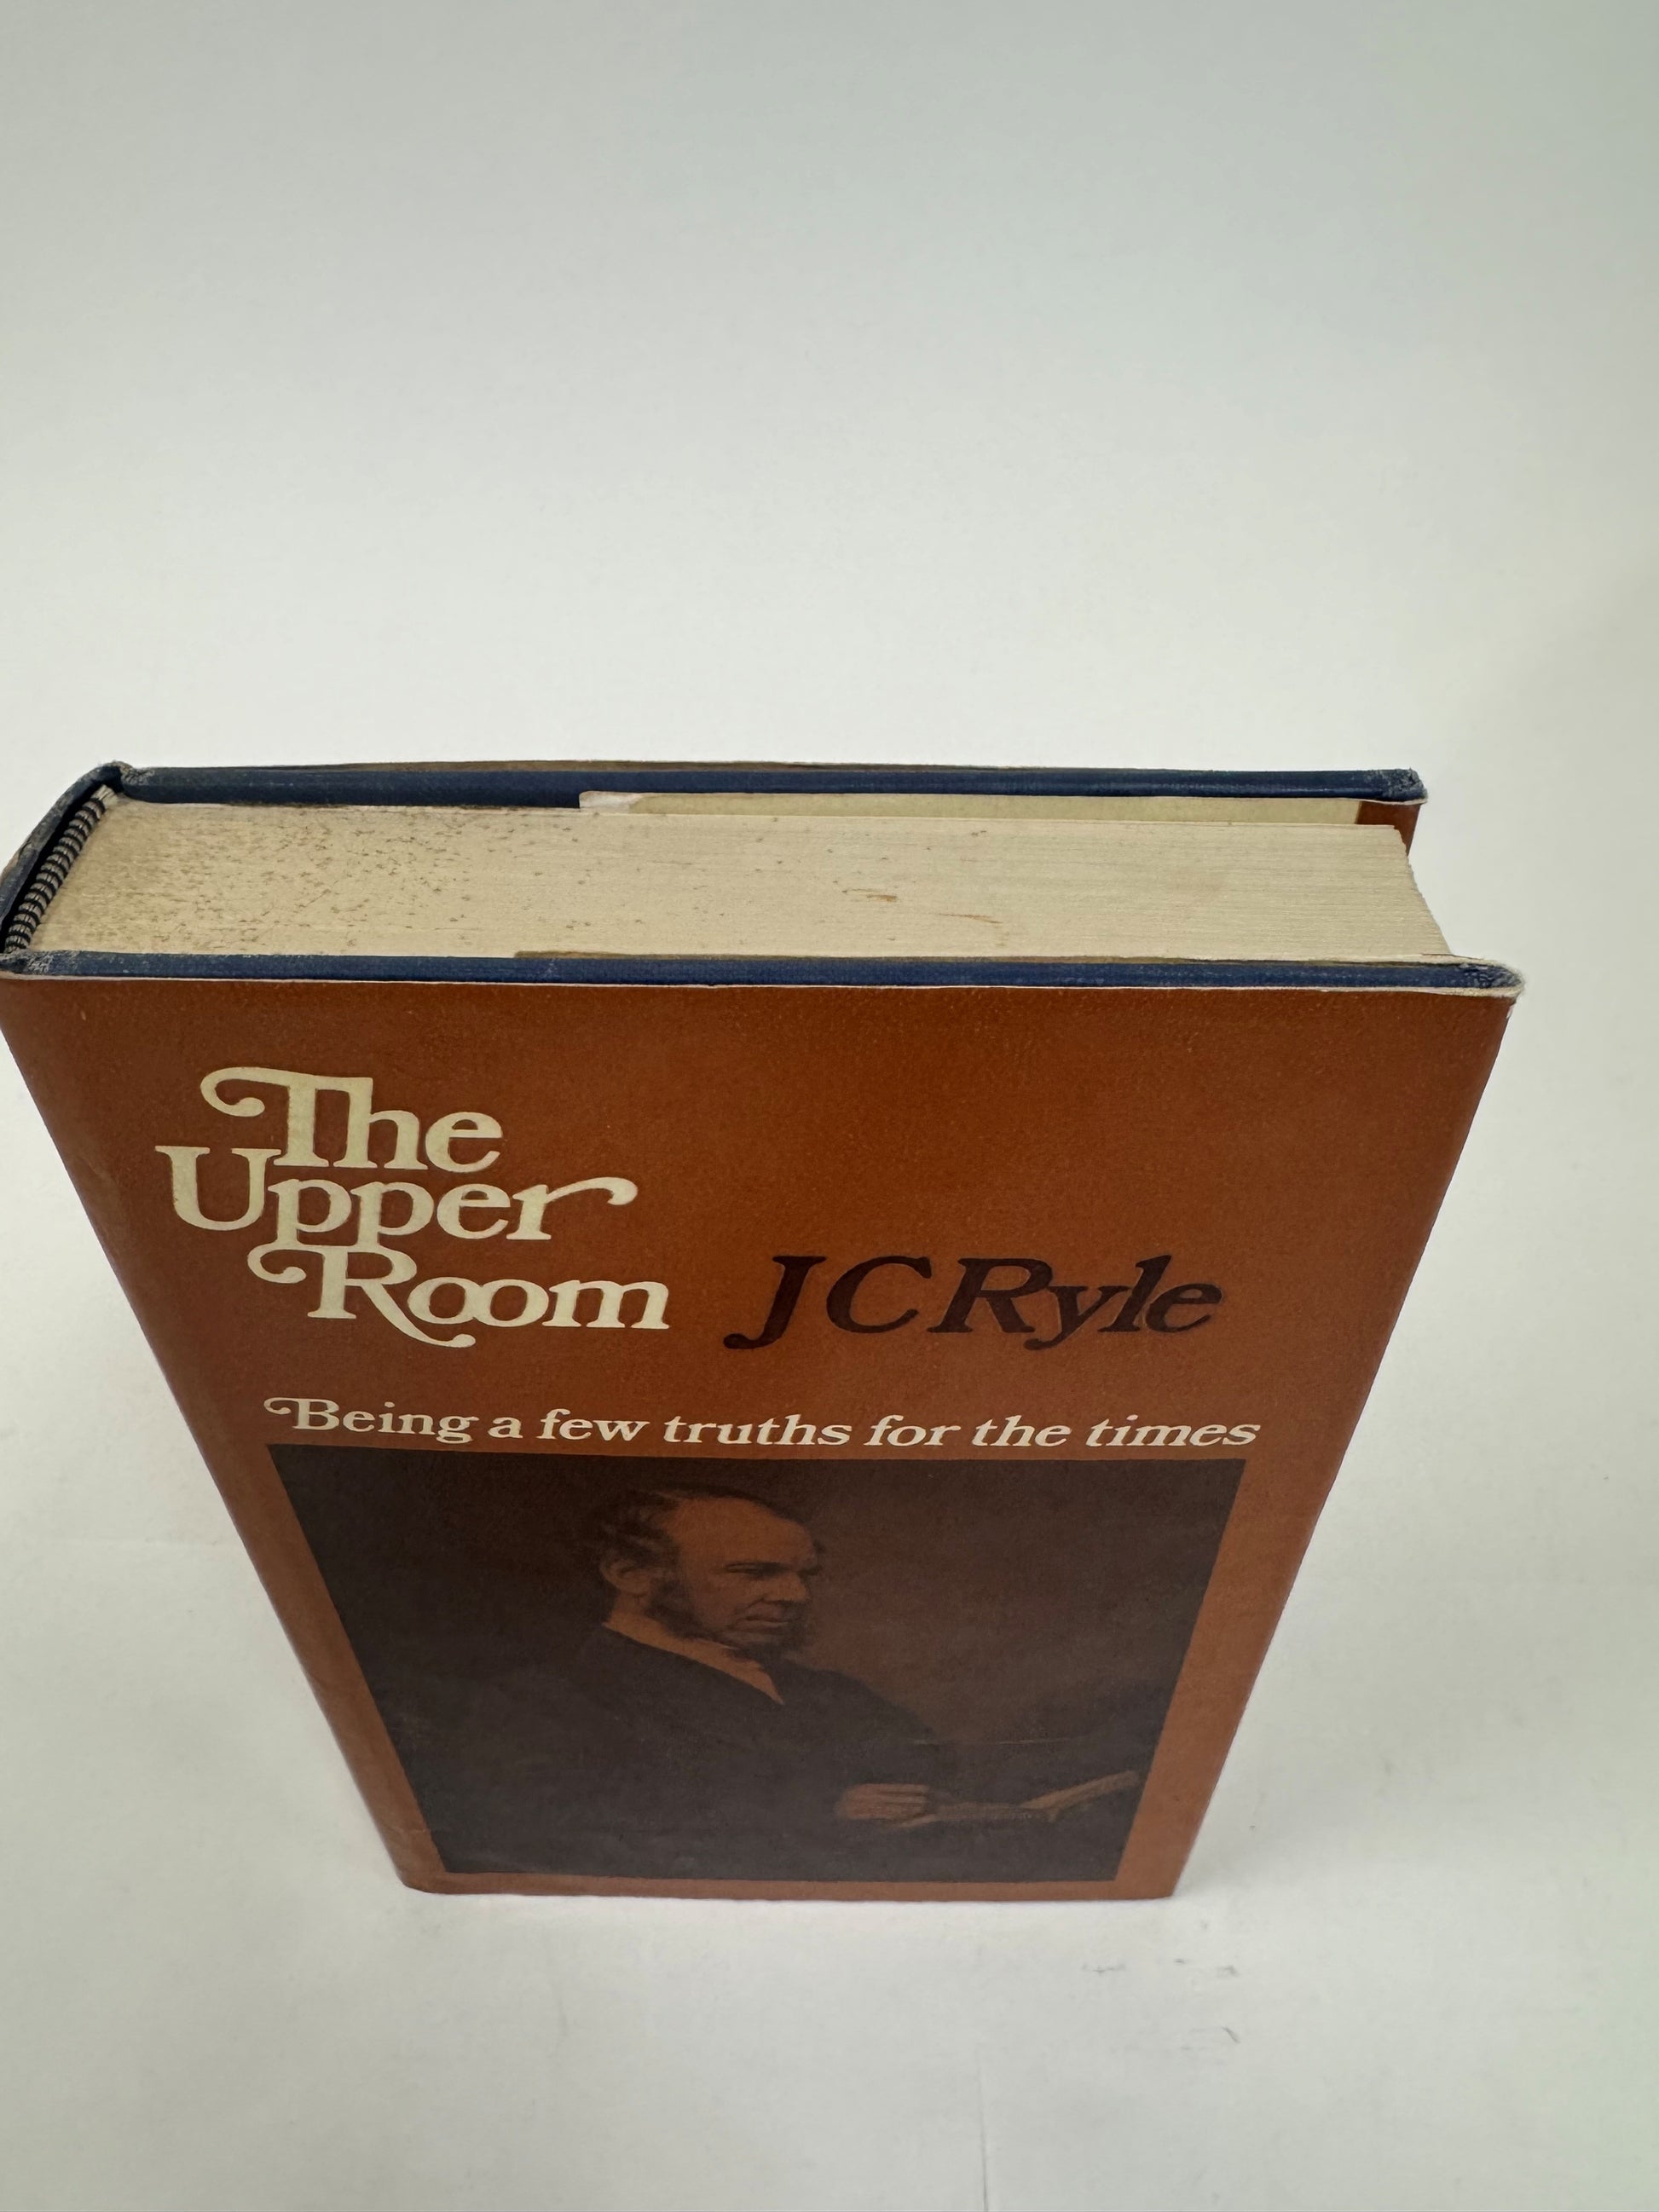 The
Upper
Room
J C Ryle
Being a few truths for the times